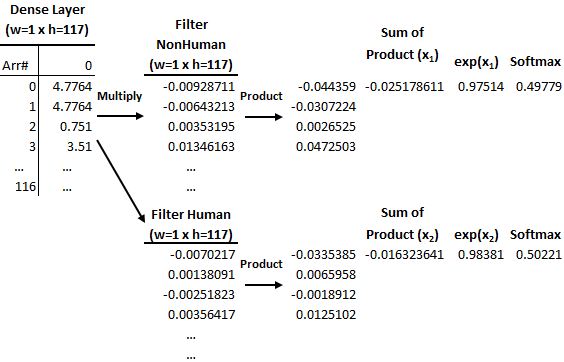 Dense Layer
(w=1 x h=117)
Arr# 0
0 4.7764
1 4.7764
2 0.751
3 3.51
... ...
116 ...
Multiply
Filter
NonHuman
(w=1 x h=117)
-0.00928711
-0.00643213
0.00353195
0.01346163
...
...
Product
-0.044359
-0.0307224
0.0026525
0.0472503
Sum of
Product (x₁) exp(x₁) Softmax
-0.025178611 0.97514 0.49779
Filter Human
(w=1 x h=117)
-0.0070217
0.00138091
-0.00251823
0.00356417
...
...
Product
-0.0335385
0.0065958
-0.0018912
0.0125102
Sum of
Product (x₂) exp(x₂) Softmax
-0.016323641 0.98381 0.50221